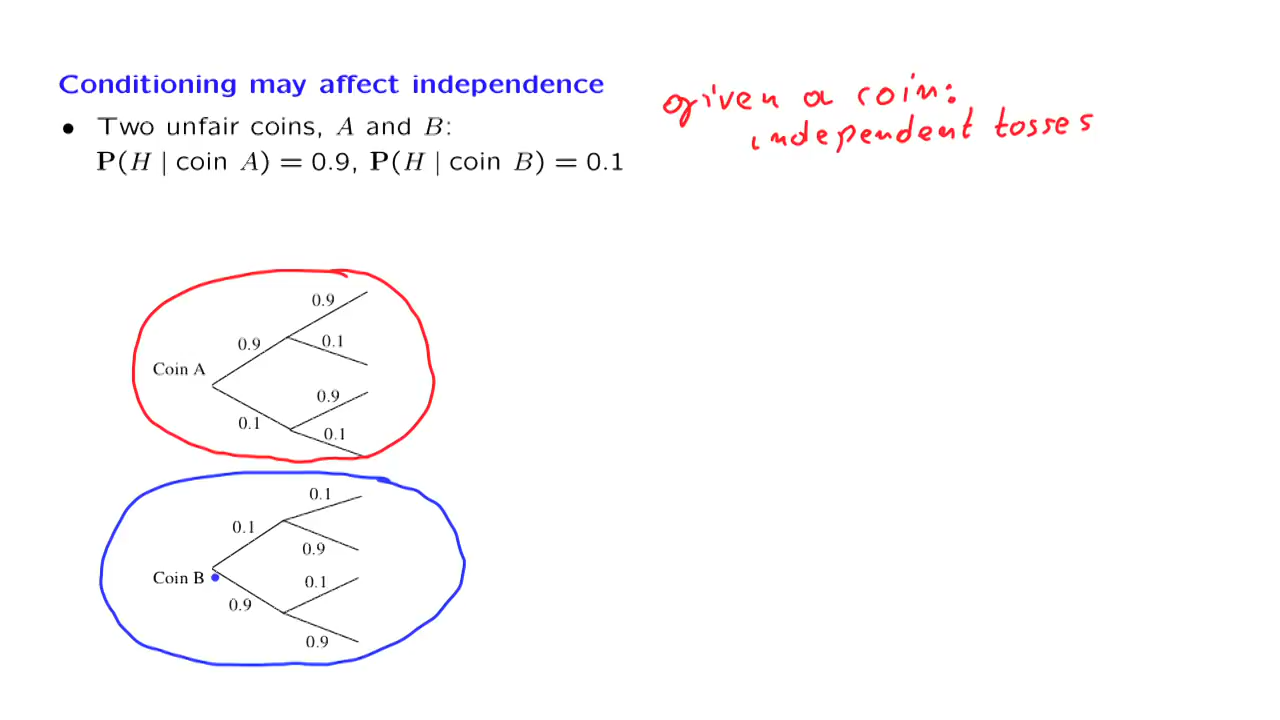 Conditioning may affect independence
• Two unfair coins, A and B:
P(H | coin A) = 0.9, P(H | coin B) = 0.1
given a coin:
independent tosses
0.9
0.9
0.1
Coin A
0.9
0.1
0.1
0.1
0.1
0.9
Coin B
0.1
0.9
0.9